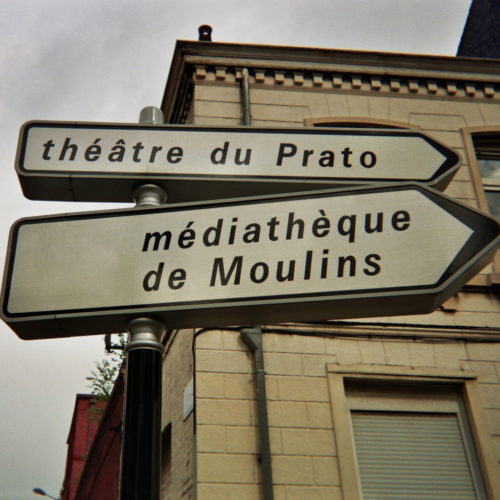 théâtre du Prato
médiathèque
de Moulins